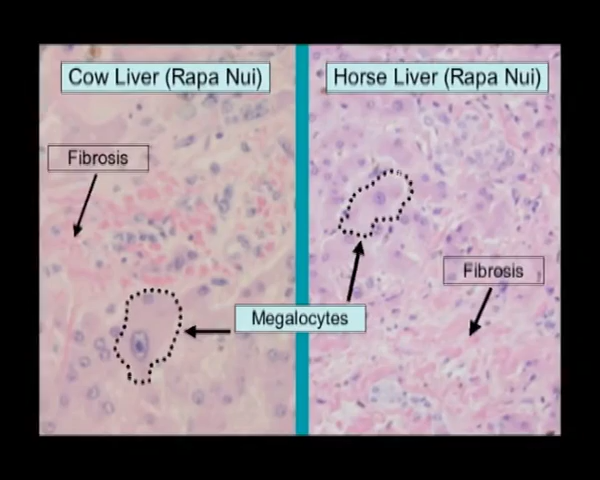 Cow Liver (Rapa Nui)
Horse Liver (Rapa Nui)
Fibrosis
Fibrosis
Megalocytes